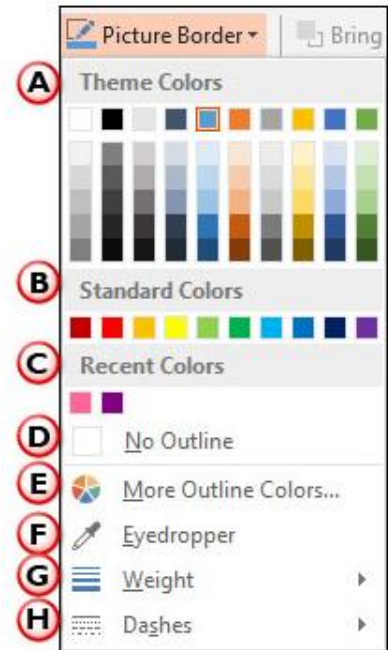 Picture Border Bring
A Theme Colors
B Standard Colors
C Recent Colors
D No Outline
E More Outline Colors...
F Eyedropper
G Weight
H Dashes